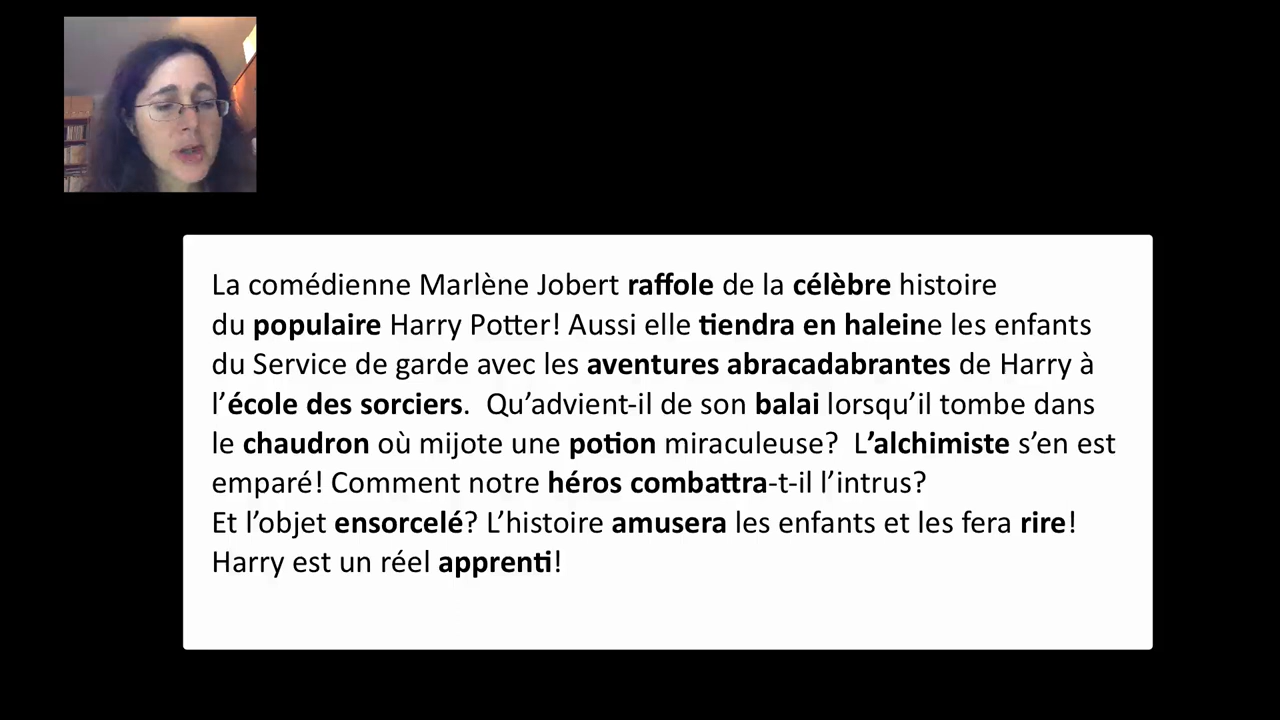 La comédienne Marlène Jobert raffole de la célèbre histoire
du populaire Harry Potter! Aussi elle tiendra en haleine les enfants
du Service de garde avec les aventures abracadabrantes de Harry à
l’école des sorciers.  Qu’advient-il de son balai lorsqu’il tombe dans
le chaudron où mijote une potion miraculeuse?  L’alchimiste s’en est
emparé! Comment notre héros combattra-t-il l’intrus?
Et l’objet ensorcelé? L’histoire amusera les enfants et les fera rire!
Harry est un réel apprenti!